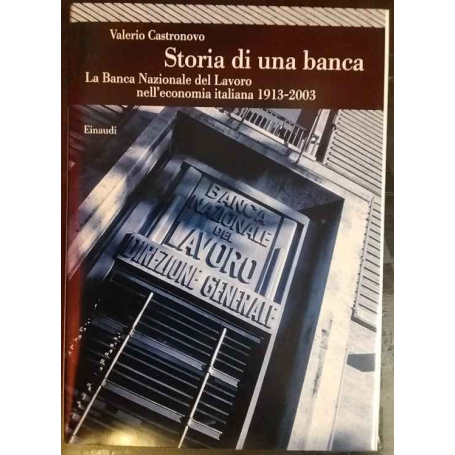 Valerio Castronovo
Storia di una banca
La Banca Nazionale del Lavoro
nell'economia italiana 1913-2003
Einaudi
BANCA
NAZIONALE
DEL
LAVORO
DIREZIONE GENERALE